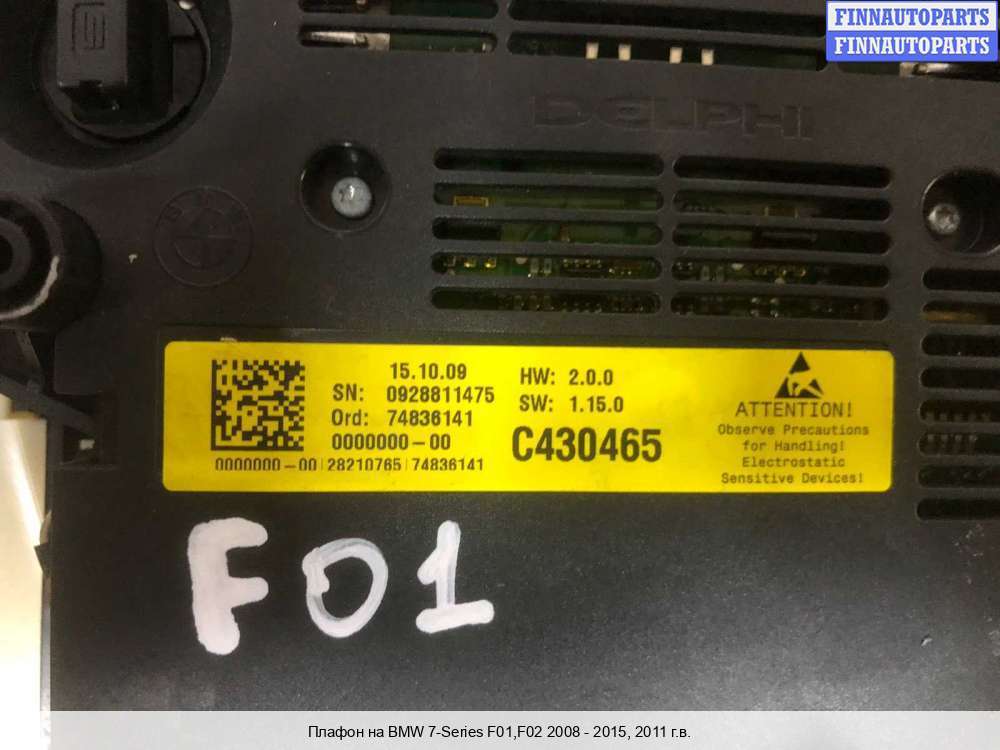 FINNAUTOPARTS
FINNAUTOPARTS
DELPHI
BMW
15.10.09
SN: 0928811475
Ord: 74836141
0000000-00
0000000-00|28210765|74836141
HW: 2.0.0
SW: 1.15.0
C430465
ATTENTION!
Observe Precautions
for Handling!
Electrostatic
Sensitive Devices!
F01
Плафон на BMW 7-Series F01,F02 2008 - 2015, 2011 г.в.